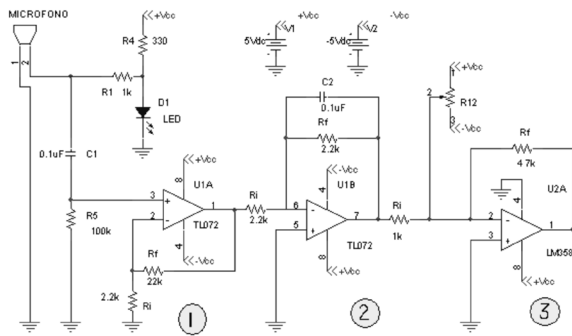 MICROFONO
1
2
+Vcc
R4
330
R1
1k
D1
LED
0.1uF
C1
R5
100k
+Vcc
8
U1A
3
+
2
-
1
TL072
4
-Vcc
Rf
22k
2.2k
Ri
1
+Vcc
V1
5Vdc
-Vcc
V2
-5Vdc
C2
0.1uF
Rf
2.2k
Ri
2.2k
-Vcc
4
U1B
6
-
5
+
7
TL072
8
+Vcc
2
Ri
1k
+Vcc
1
2
R12
3
-Vcc
Rf
4.7k
U2A
4
2
-
3
+
1
LM358
8
+Vcc
3